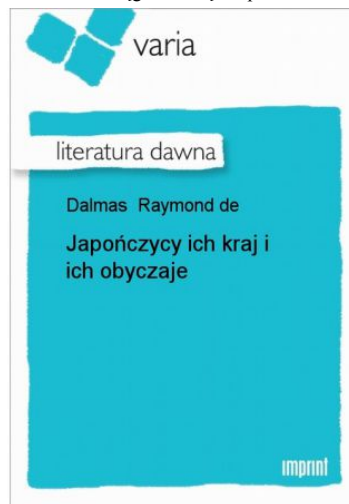 varia
literatura dawna
Dalmas Raymond de
Japończycy ich kraj i
ich obyczaje
imprint